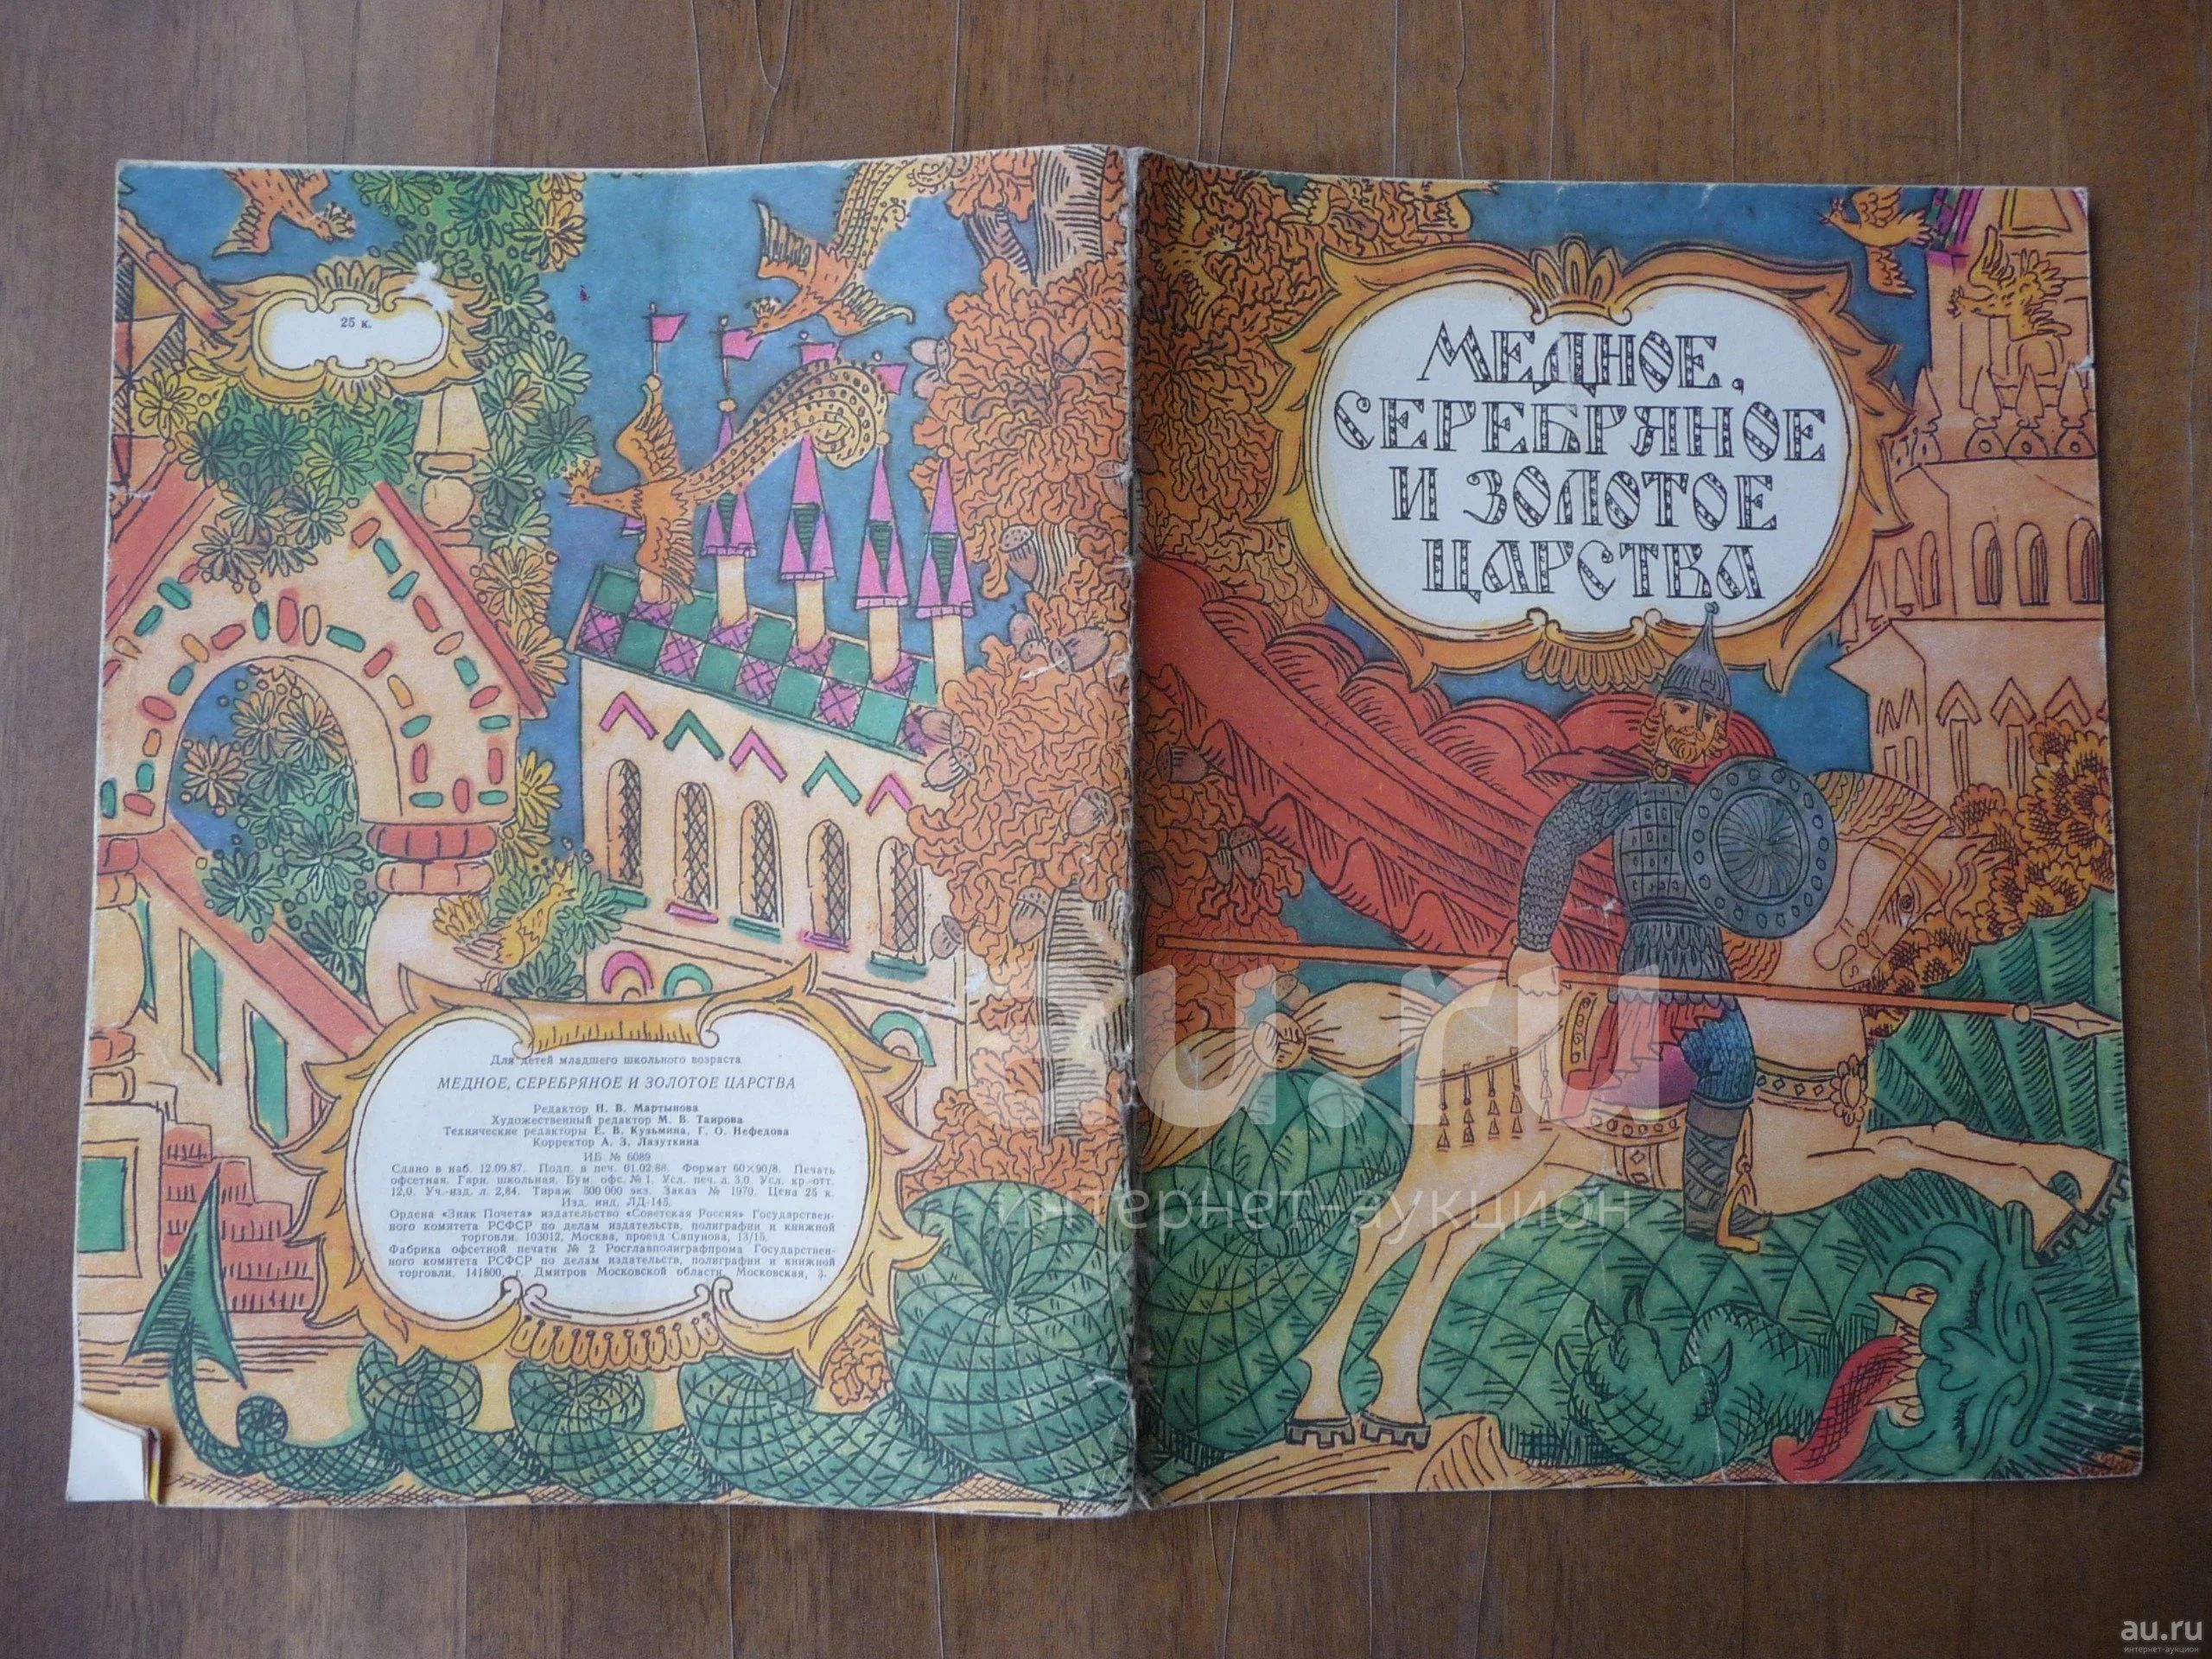 25 к.
Для детей младшего школьного возраста
МЕДНОЕ, СЕРЕБРЯНОЕ И ЗОЛОТОЕ ЦАРСТВА
Редактор Н. В. Мартынова
Художественный редактор М. В. Таирова
Технические редакторы Е. В. Кузьмина, Г. О. Нефедова
Корректор А. З. Лазуткина
ИБ № 6089
Сдано в наб. 12.09.87. Подп. в печ. 01.02.88. Формат 60×90/8. Печать
офсетная. Гарн. школьная. Бум. офс. № 1. Усл. печ. л. 3,0. Усл. кр.-отт.
12,0. Уч.-изд. л. 2,84. Тираж 500 000 экз. Заказ № 1970. Цена 25 к.
Изд. инд. ЛД-143.
Ордена «Знак Почета» издательство «Советская Россия» Государствен-
ного комитета РСФСР по делам издательств, полиграфии и книжной
торговли. 103012, Москва, проезд Сапунова, 13/15.
Фабрика офсетной печати № 2 Росглавполиграфпрома Государствен-
ного комитета РСФСР по делам издательств, полиграфии и книжной
торговли. 141800, г. Дмитров Московской области, Московская, 3.
МЕДНОЕ,
СЕРЕБРЯНОЕ
И ЗОЛОТОЕ
ЦАРСТВА
au.ru
интернет-аукцион
au.ru
интернет-аукцион